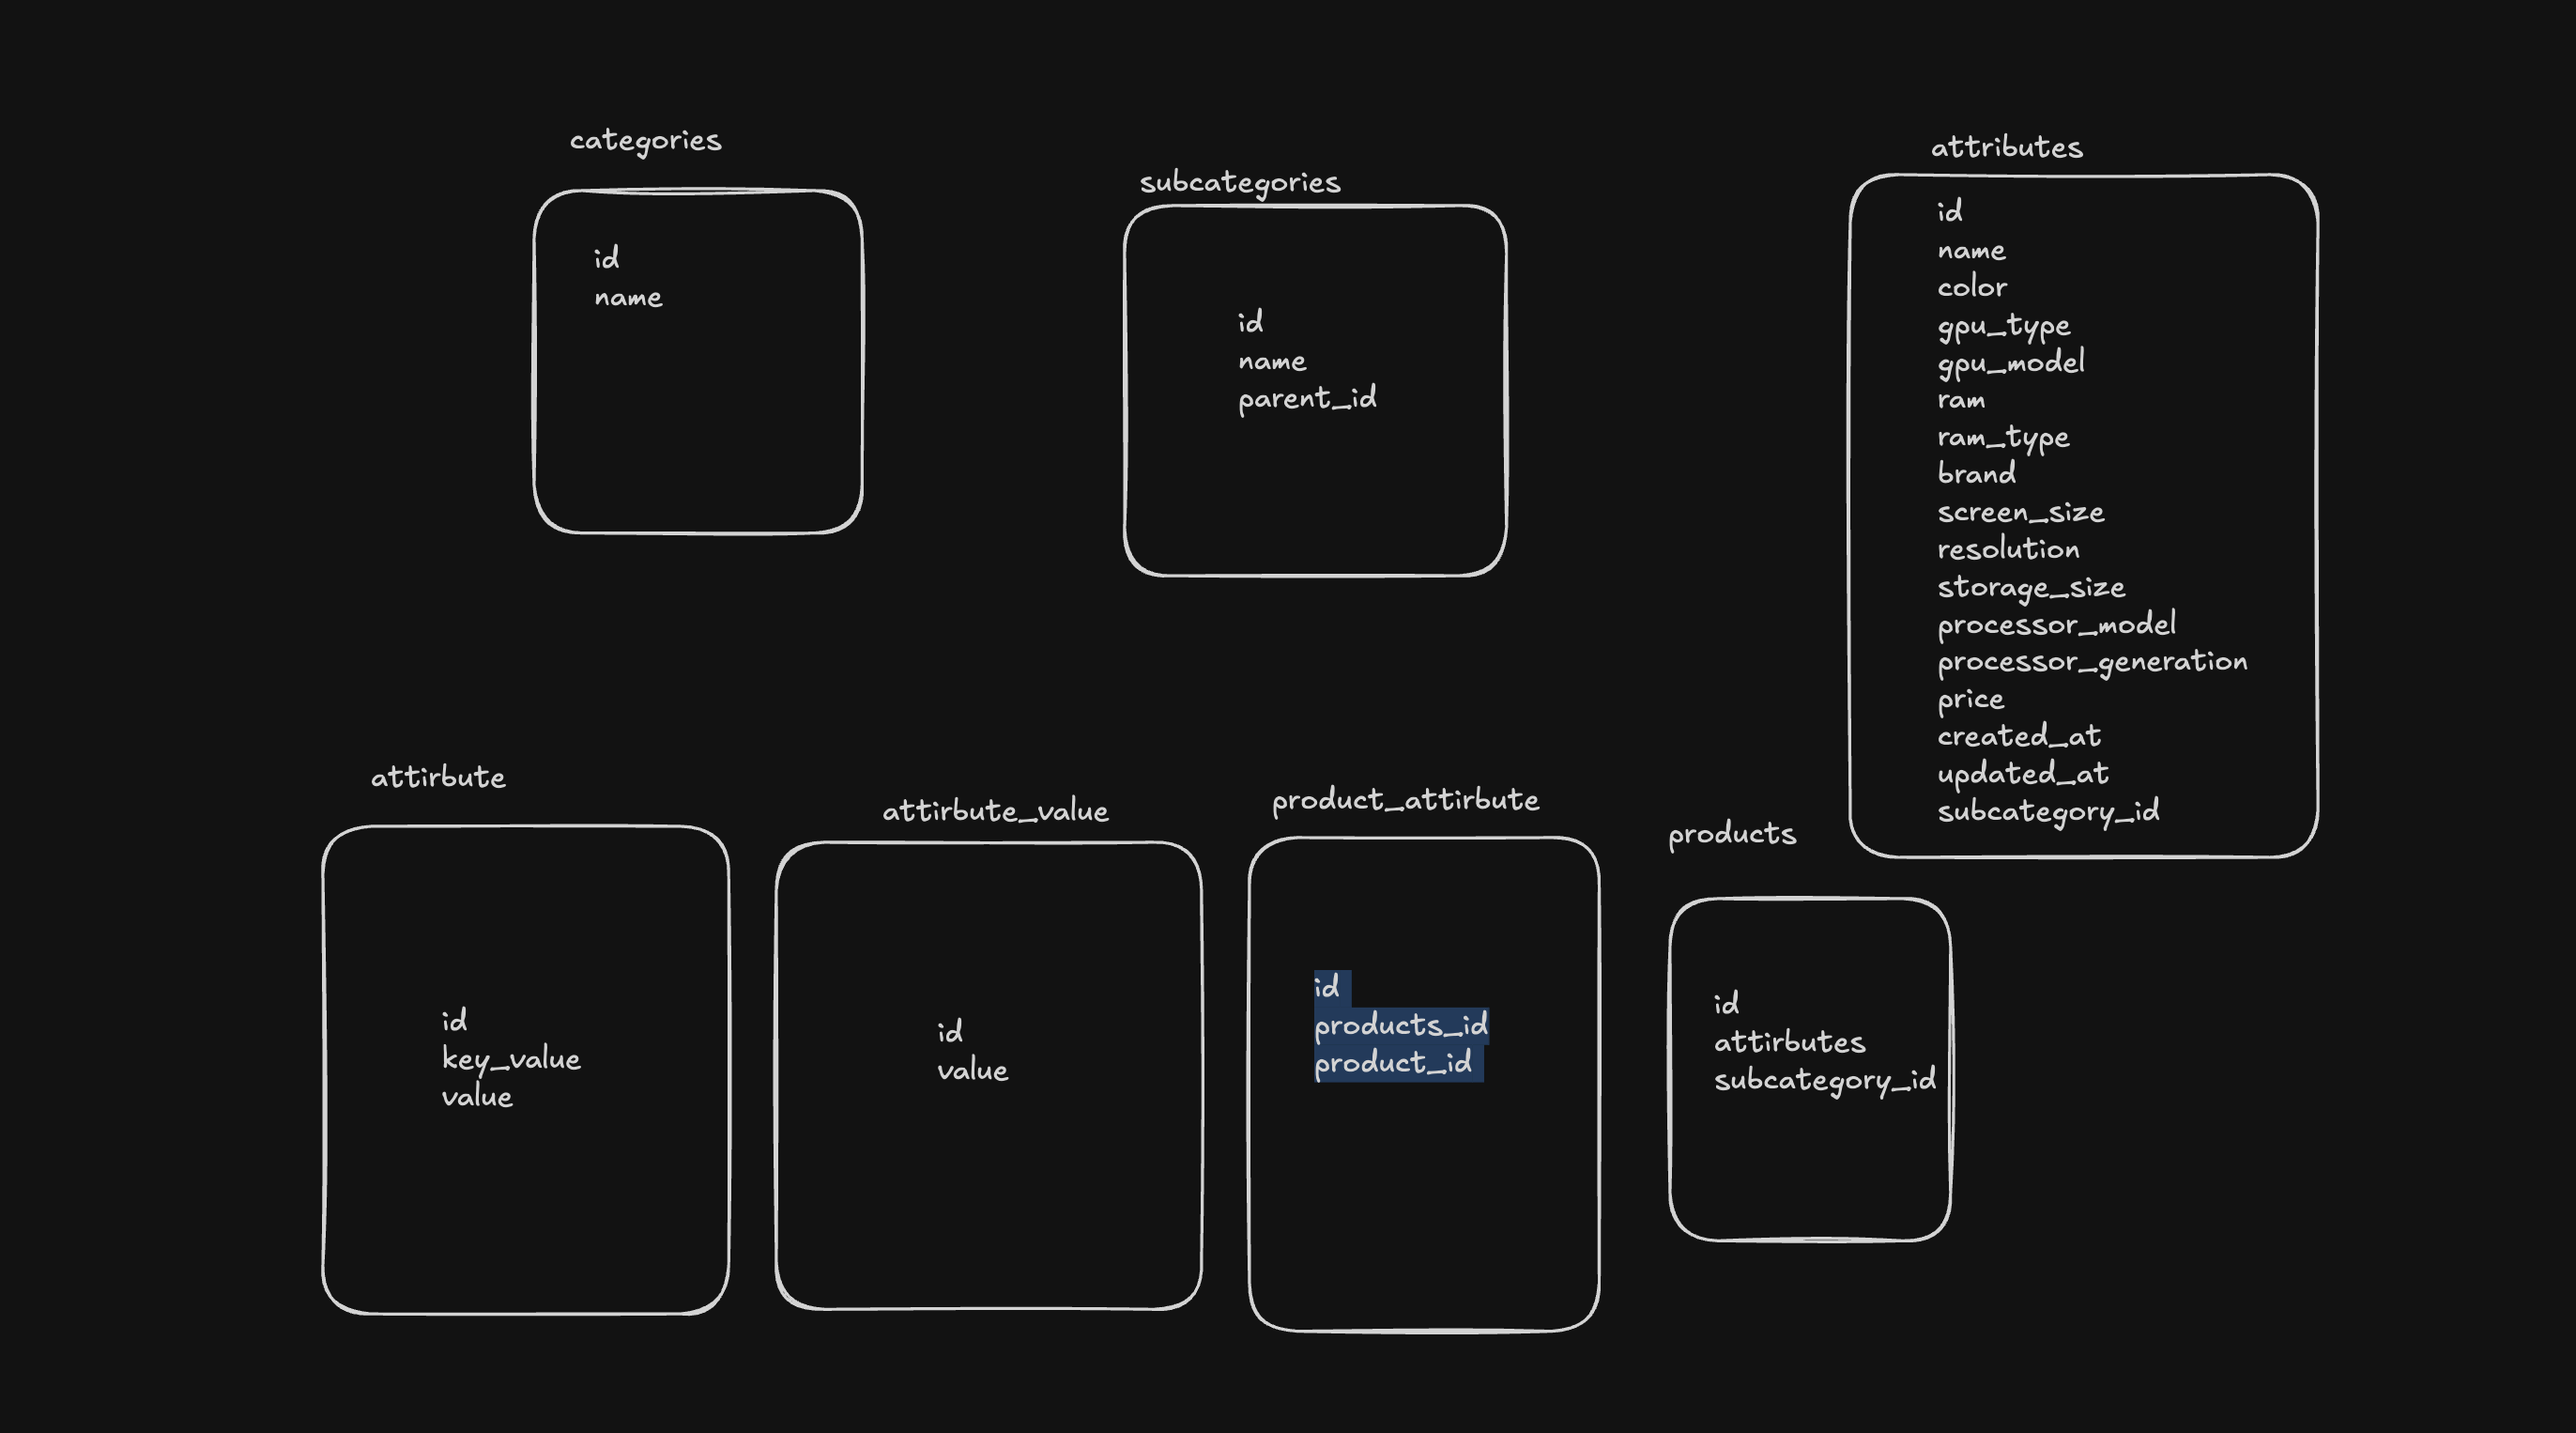 categories
id
name
subcategories
id
name
parent_id
attributes
id
name
color
gpu_type
gpu_model
ram
ram_type
brand
screen_size
resolution
storage_size
processor_model
processor_generation
price
created_at
updated_at
subcategory_id
attirbute
id
key_value
value
attirbute_value
id
value
product_attirbute
id
products_id
product_id
products
id
attirbutes
subcategory_id